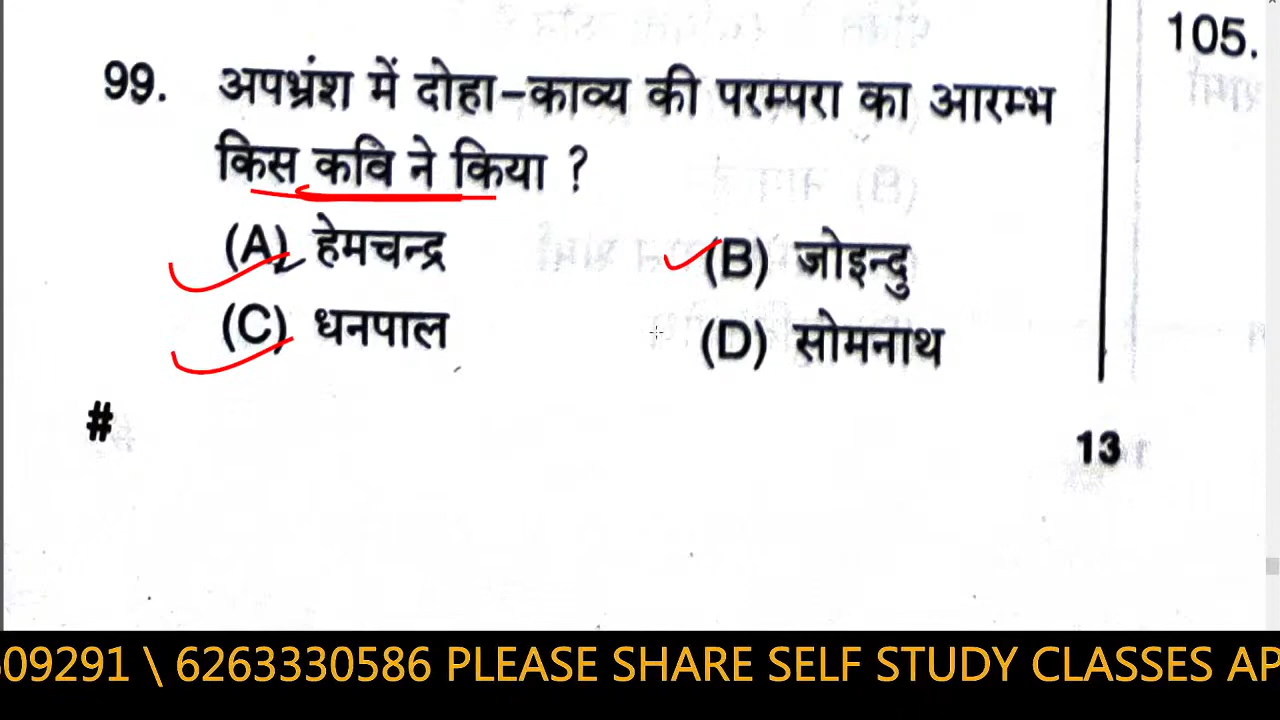 99. अपभ्रंश में दोहा-काव्य की परम्परा का आरम्भ
किस कवि ने किया ?
(A) हेमचन्द्र (B) जोइन्दु
(C) धनपाल (D) सोमनाथ
#
13
105.
609291 \ 6263330586 PLEASE SHARE SELF STUDY CLASSES AP